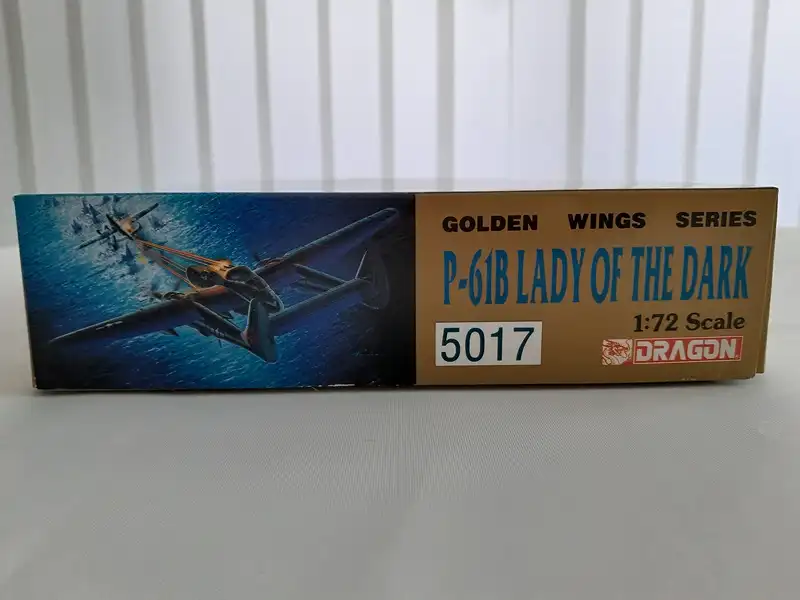 GOLDEN WINGS SERIES
P-61B LADY OF THE DARK
1:72 Scale
5017
DRAGON